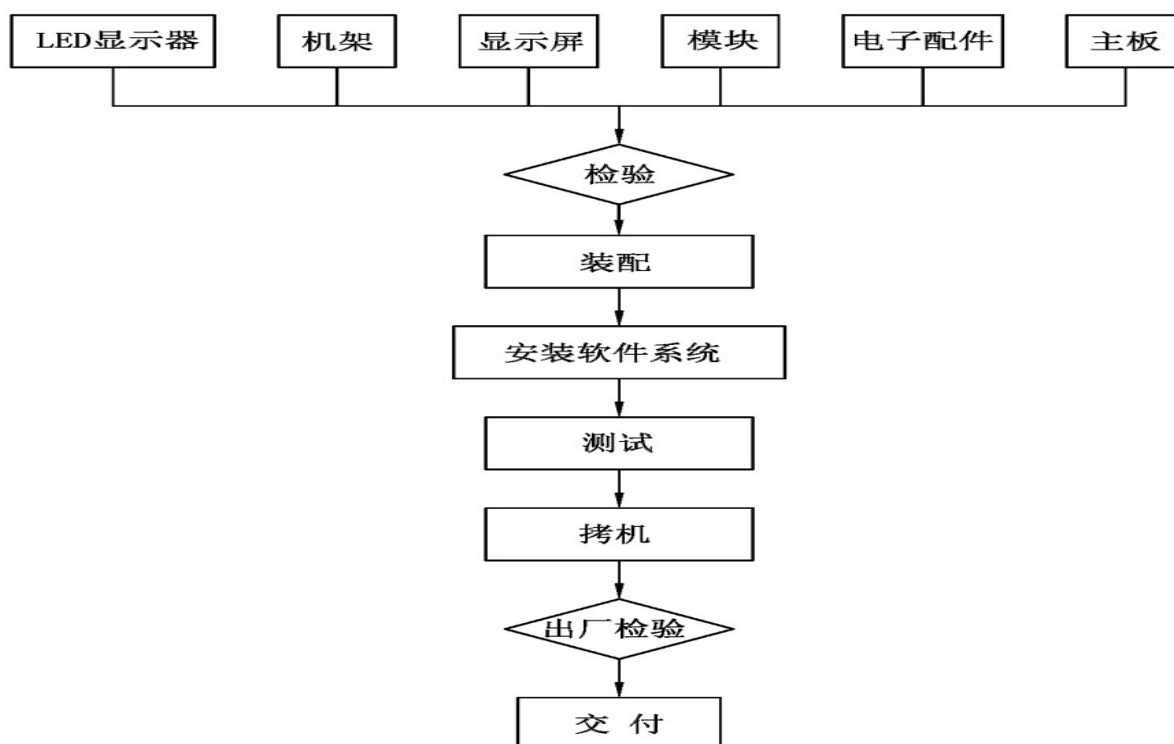 LED显示器 机架 显示屏 模块 电子配件 主板
检验
装配
安装软件系统
测试
拷机
出厂检验
交 付